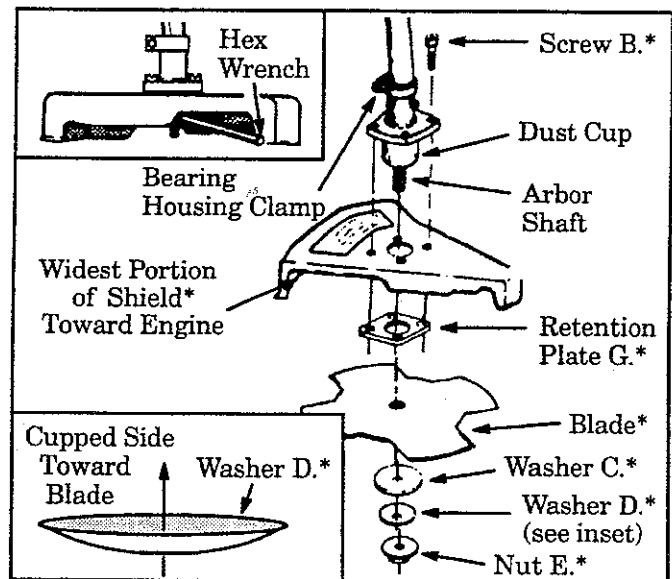 Hex
Wrench
Screw B.*
Dust Cup
Bearing
Housing Clamp
Arbor
Shaft
Widest Portion
of Shield*
Toward Engine
Retention
Plate G.*
Blade*
Cupped Side
Toward
Blade
Washer D.*
Washer C.*
Washer D.*
(see inset)
Nut E.*